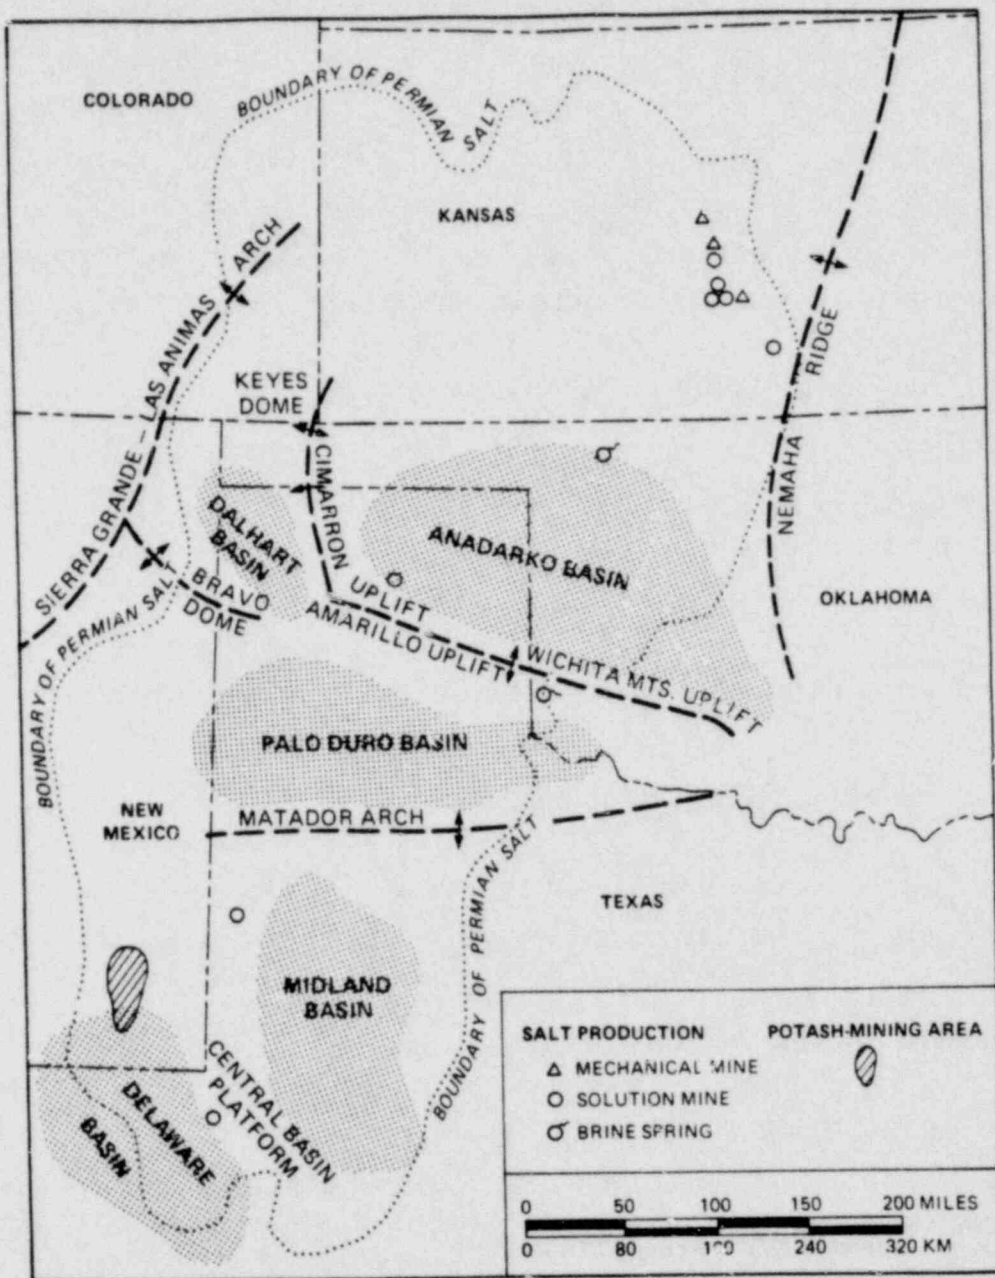 COLORADO
BOUNDARY OF PERMIAN SALT
KANSAS
SIERRA GRANDE – LAS ANIMAS ARCH
KEYES
DOME
CIMARRON UPLIFT
NEMAHA RIDGE
DALHART
BASIN
ANADARKO BASIN
BRAVO
DOME
OKLAHOMA
AMARILLO UPLIFT
WICHITA MTS. UPLIFT
BOUNDARY OF PERMIAN SALT
PALO DURO BASIN
NEW
MEXICO
MATADOR ARCH
BOUNDARY OF PERMIAN SALT
TEXAS
MIDLAND
BASIN
CENTRAL BASIN
PLATFORM
DELAWARE
BASIN
SALT PRODUCTION
MECHANICAL MINE
SOLUTION MINE
BRINE SPRING
POTASH-MINING AREA
0 50 100 150 200 MILES
0 80 240 320 KM